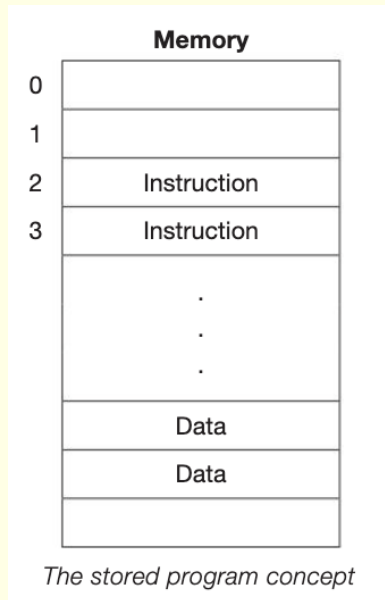 Memory
0
1
2 Instruction
3 Instruction
.
.
.
Data
Data
The stored program concept